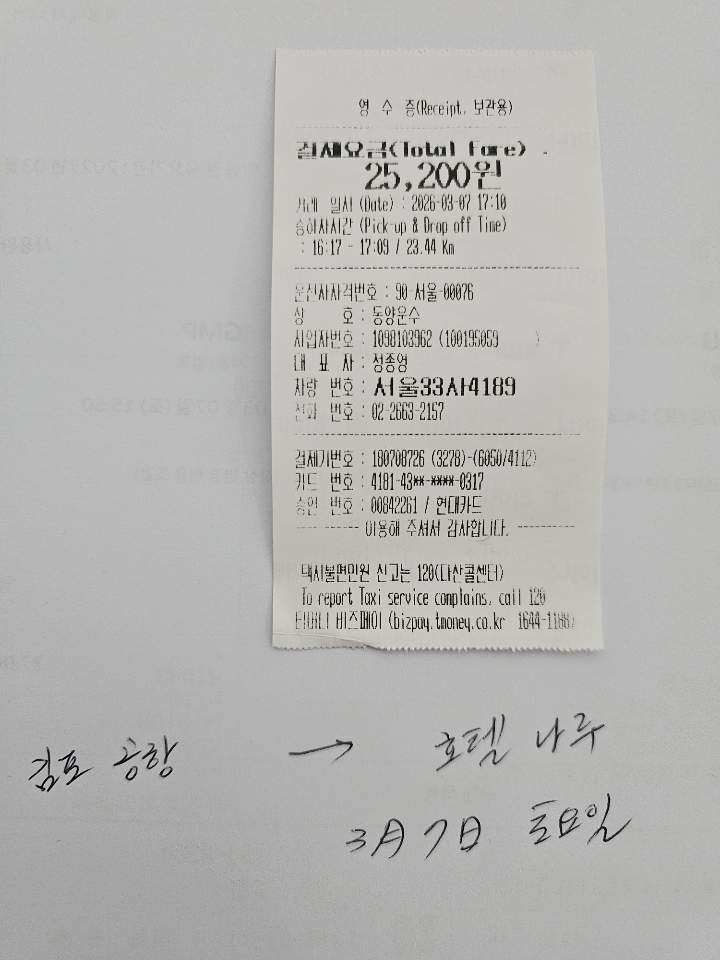 영 수 증(Receipt, 보관용)
결제요금(Total Fare) .
25,200원
거래 일시 (Date) : 2026-03-07 17:10
승하차시간 (Pick-up & Drop off Time)
: 16:17 - 17:09 / 23.44 Km
운전자자격번호 : 90-서울-00076
상 호 : 동양운수
사업자번호 : 1098103962 (100195059 )
대 표 자 : 정종영
차량 번호 : 서울33사4189
전화 번호 : 02-2663-2157
결제기번호 : 180708726 (3278)-(6050/4112)
카드 번호 : 4181-43**-****-0317
승인 번호 : 00842261 / 현대카드
이용해 주셔서 감사합니다.
택시불편민원 신고는 120(다산콜센터)
To report Taxi service complains, call 120
티머니 비즈페이 (bizpay.tmoney.co.kr 1644-1188)
김포 공항 → 호텔 나루
3月 7日 토요일